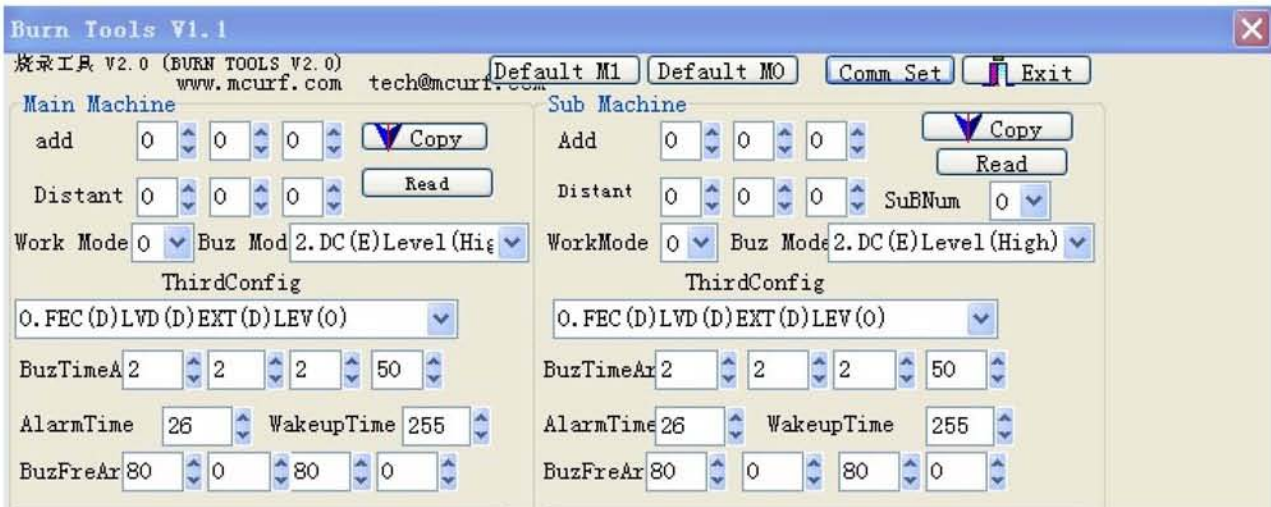 Burn Tools V1.1
烧录工具 V2.0 (BURN TOOLS V2.0)
www.mcurf.com tech@mcurf.com
Default M1 Default M0 Comm Set Exit
Main Machine
add 0 0 0 Copy
Distant 0 0 0 Read
Work Mode 0 Buz Mod 2.DC(E)Level(Hig
ThirdConfig
0.FEC(D)LVD(D)EXT(D)LEV(0)
BuzTimeA 2 2 2 50
AlarmTime 26 WakeupTime 255
BuzFreAr 80 0 80 0
Sub Machine
Add 0 0 0 Copy
Read
Distant 0 0 0 SuBNum 0
WorkMode 0 Buz Mode 2.DC(E)Level(High)
ThirdConfig
0.FEC(D)LVD(D)EXT(D)LEV(0)
BuzTimeAr 2 2 2 50
AlarmTime 26 WakeupTime 255
BuzFreAr 80 0 80 0